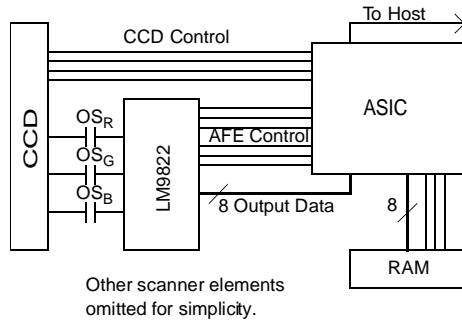 To Host
CCD Control
ASIC
CCD
OSR
OSG
OSB
LM9822
AFE Control
8 Output Data
8
RAM
Other scanner elements
omitted for simplicity.